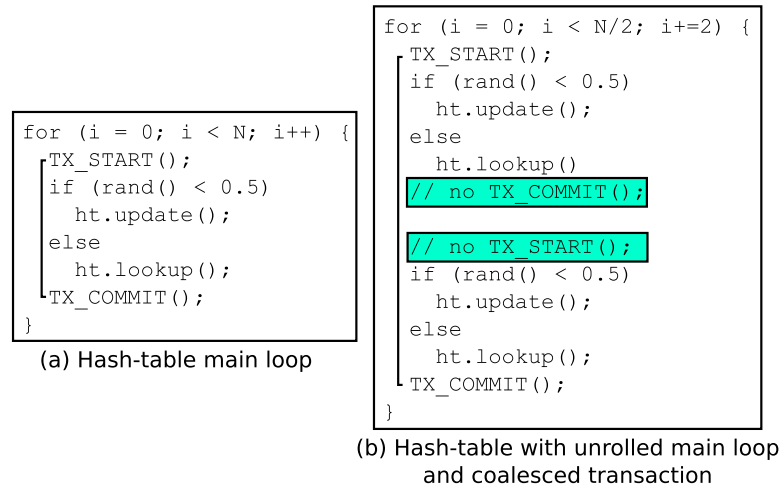 for (i = 0; i < N; i++) {
TX_START();
if (rand() < 0.5)
ht.update();
else
ht.lookup();
TX_COMMIT();
}
(a) Hash-table main loop
for (i = 0; i < N/2; i+=2) {
TX_START();
if (rand() < 0.5)
ht.update();
else
ht.lookup()
// no TX_COMMIT();
// no TX_START();
if (rand() < 0.5)
ht.update();
else
ht.lookup();
TX_COMMIT();
}
(b) Hash-table with unrolled main loop
and coalesced transaction